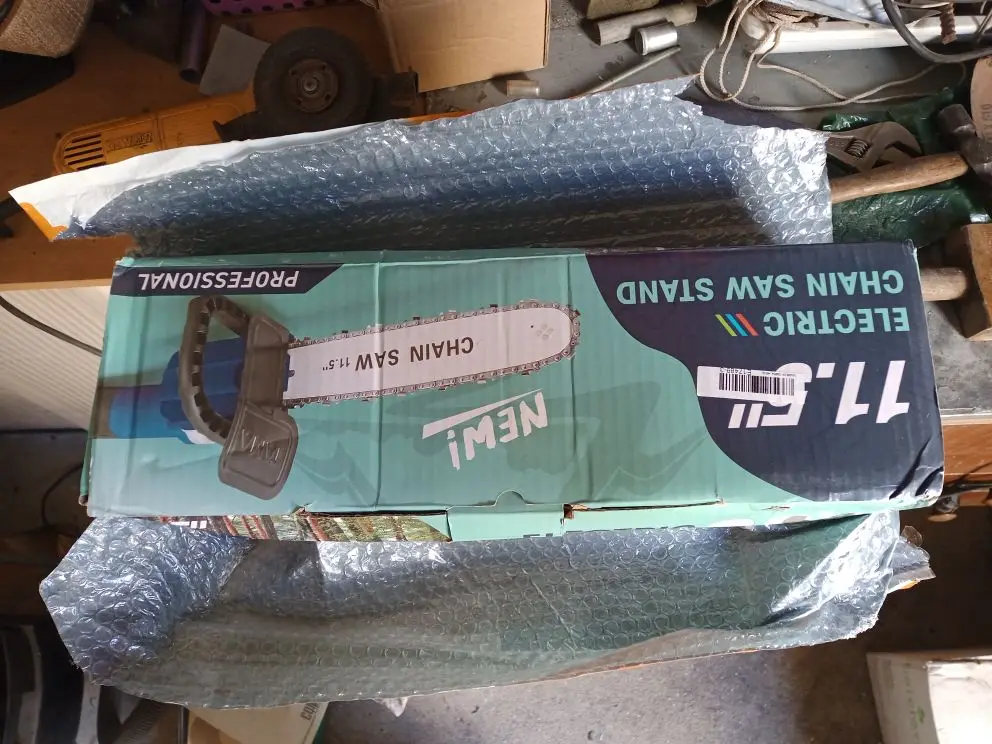 11.5"
ELECTRIC
CHAIN SAW STAND
NEW!
CHAIN SAW 11.5"
PROFESSIONAL